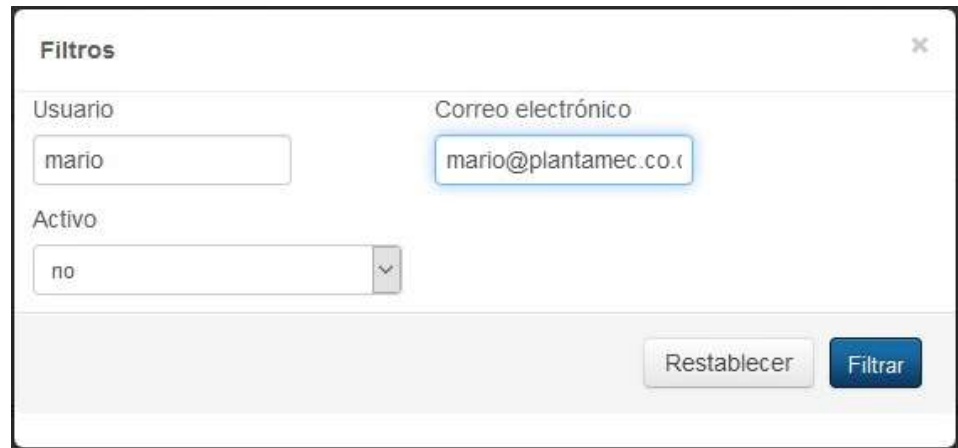 Filtros
Usuario
Correo electrónico
mario
mario@plantamec.co.
Activo
no
Restablecer
Filtrar